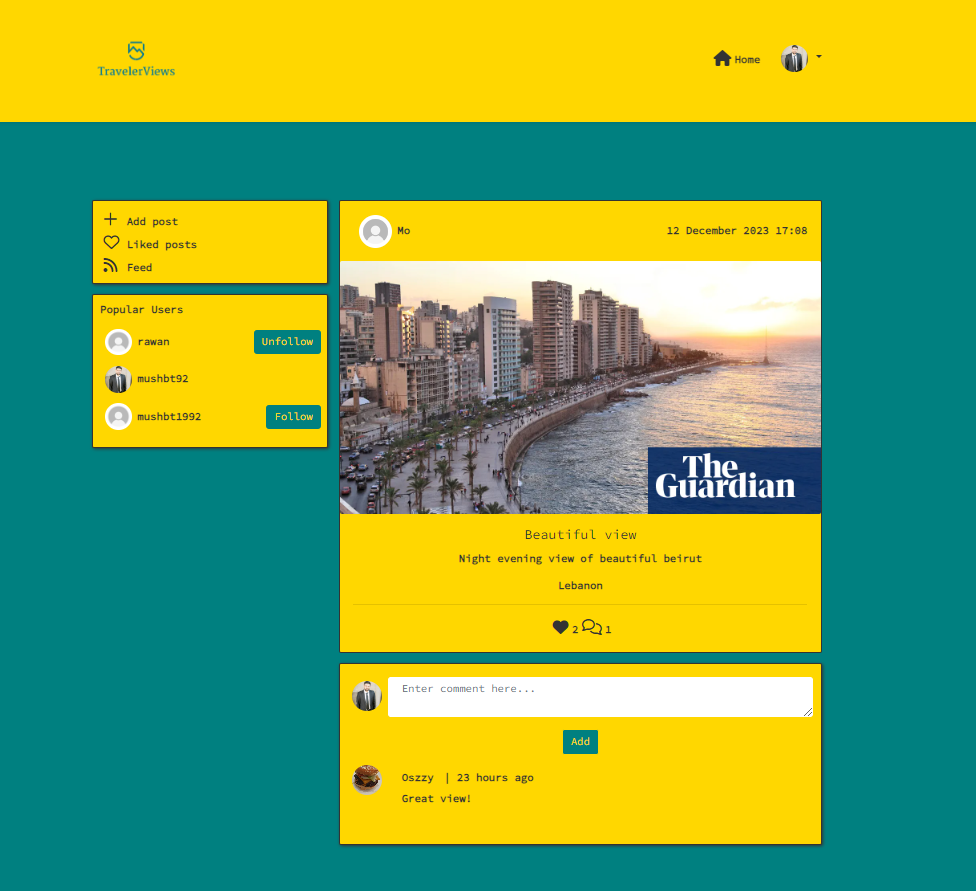 TravelerViews
Home
Add post
Liked posts
Feed
Popular Users
rawan
Unfollow
mushbt92
mushbt1992
Follow
Mo
12 December 2023 17:08
The
Guardian
Beautiful view
Night evening view of beautiful beirut
Lebanon
2
1
Enter comment here...
Add
Oszzy | 23 hours ago
Great view!